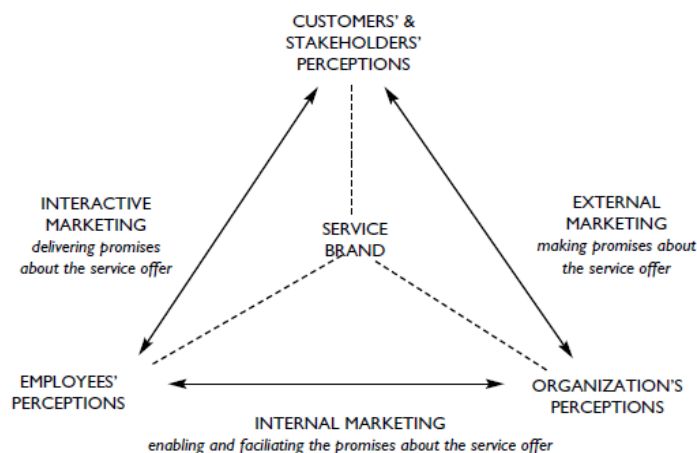 CUSTOMERS' &
STAKEHOLDERS'
PERCEPTIONS
INTERACTIVE
MARKETING
delivering promises
about the service offer
EXTERNAL
MARKETING
making promises about
the service offer
SERVICE
BRAND
EMPLOYEES'
PERCEPTIONS
ORGANIZATION'S
PERCEPTIONS
INTERNAL MARKETING
enabling and faciliating the promises about the service offer